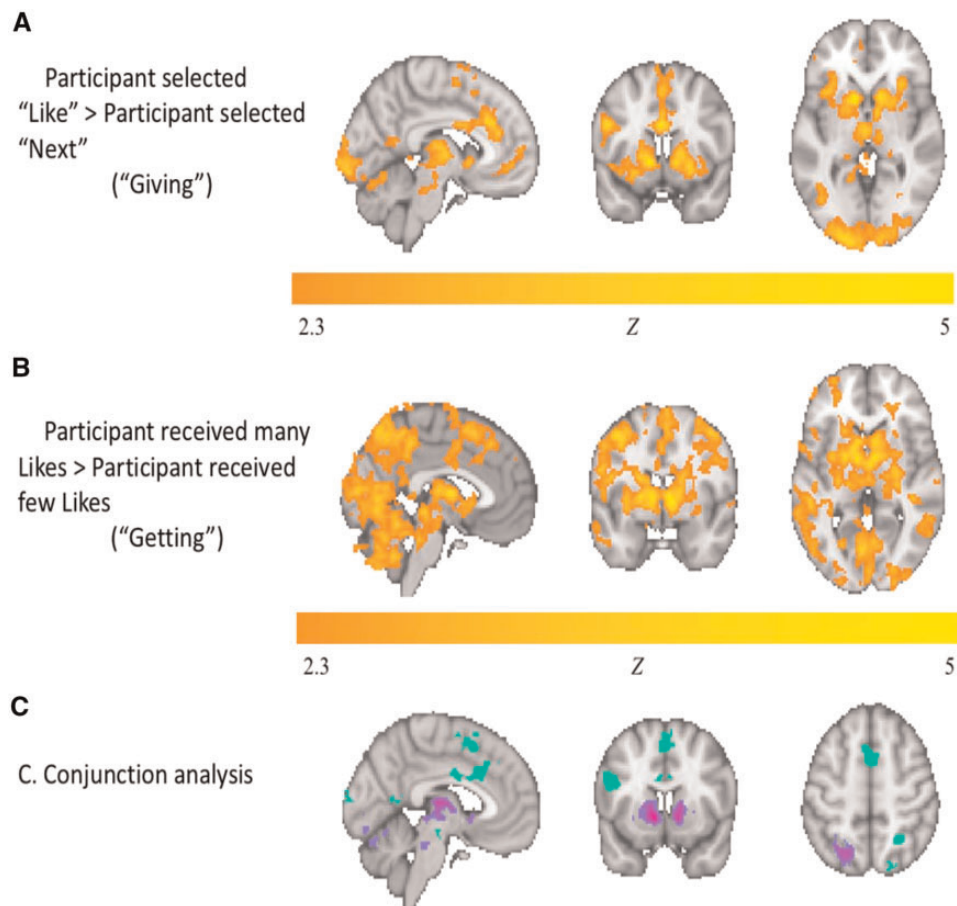 A
Participant selected
“Like” > Participant selected
“Next”
(“Giving”)
2.3 Z 5
B
Participant received many
Likes > Participant received
few Likes
(“Getting”)
2.3 Z 5
C
C. Conjunction analysis